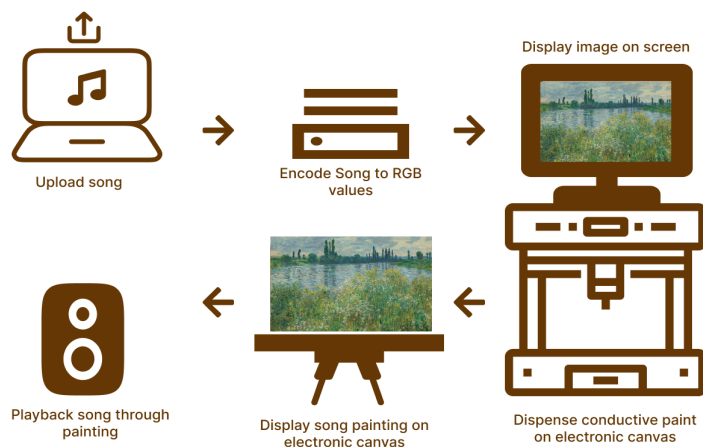 Display image on screen
Upload song
Encode Song to RGB
values
Playback song through
painting
Display song painting on
electronic canvas
Dispense conductive paint
on electronic canvas